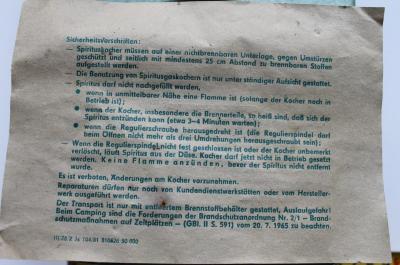 Sicherheitsvorschriften:
— Spirituskocher müssen auf einer nichtbrennbaren Unterlage, gegen Umstürzen
geschützt und seitlich mit mindestens 25 cm Abstand zu brennbaren Stoffen
aufgestellt werden.
— Die Benutzung von Spiritusgaskochern ist nur unter ständiger Aufsicht gestattet.
— Spiritus darf nicht nachgefüllt werden,
● wenn in unmittelbarer Nähe eine Flamme ist (solange der Kocher noch in
Betrieb ist);
● wenn der Kocher, insbesondere die Brennerteile, so heiß sind, daß sich der
Spiritus entzünden kann (etwa 3–4 Minuten warten);
● wenn die Regulierschraube herausgedreht ist (die Regulierspindel darf
beim Öffnen nicht mehr als drei Umdrehungen herausgeschraubt sein);
— Wenn die Regulierspindel nicht fest geschlossen ist oder der Kocher unbemerkt
verlöscht, läuft Spiritus aus der Düse. Kocher darf jetzt nicht in Betrieb gesetzt
werden. Keine Flamme anzünden, bevor der Spiritus nicht entfernt
wurde.
Es ist verboten, Änderungen am Kocher vorzunehmen.
Reparaturen dürfen nur noch von Kundendienstwerkstätten oder vom Hersteller-
werk ausgeführt werden.
Der Transport ist nur mit entleertem Brennstoffbehälter gestattet, Auslaufgefahr!
Beim Camping sind die Forderungen der Brandschutzanordnung Nr. 2/1 – Brand-
schutzmaßnahmen auf Zeltplätzen – (GBl. II S. 591) vom 20. 7. 1965 zu beachten.